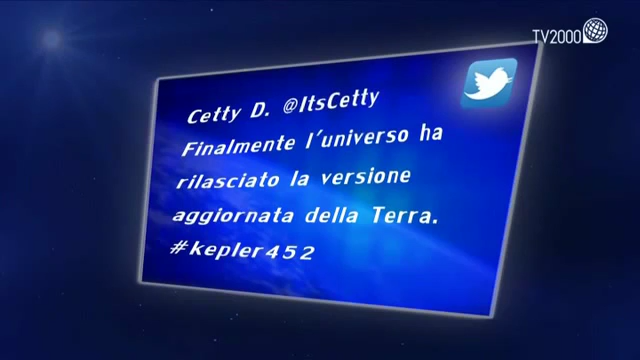 TV2000
Cetty D. @ItsCetty
Finalmente l'universo ha
rilasciato la versione
aggiornata della Terra.
#kepler452